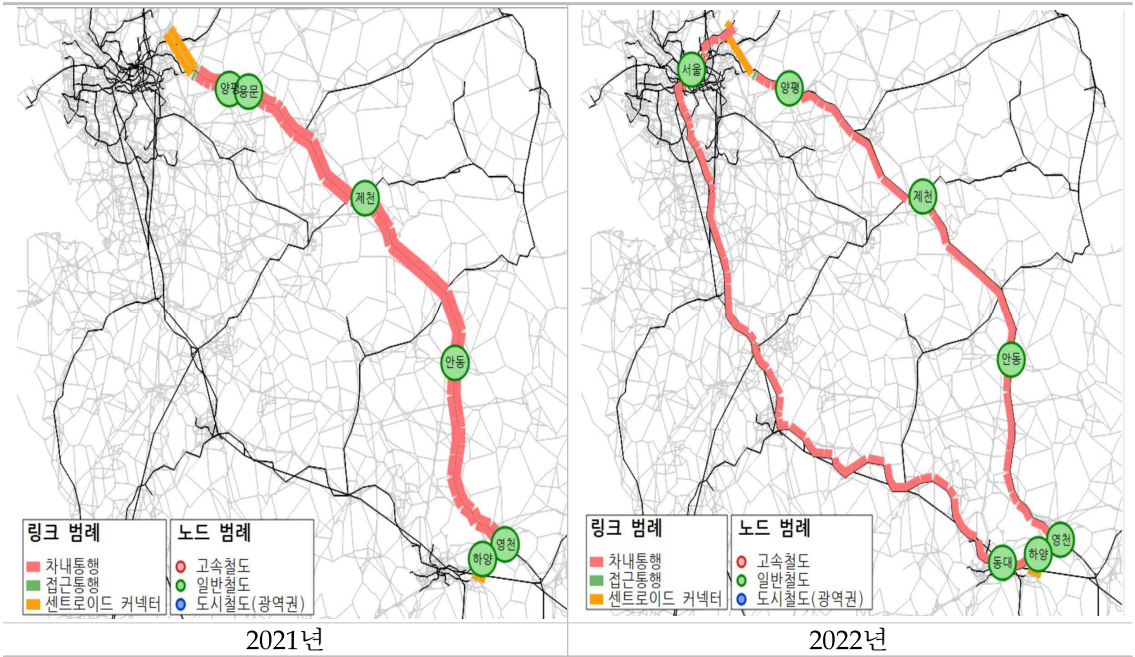 양평
용문
제천
안동
영천
하양
링크 범례
차내통행
접근통행
센트로이드 커넥터
노드 범례
고속철도
일반철도
도시철도(광역권)
2021년
서울
양평
제천
안동
영천
하양
동대
링크 범례
차내통행
접근통행
센트로이드 커넥터
노드 범례
고속철도
일반철도
도시철도(광역권)
2022년